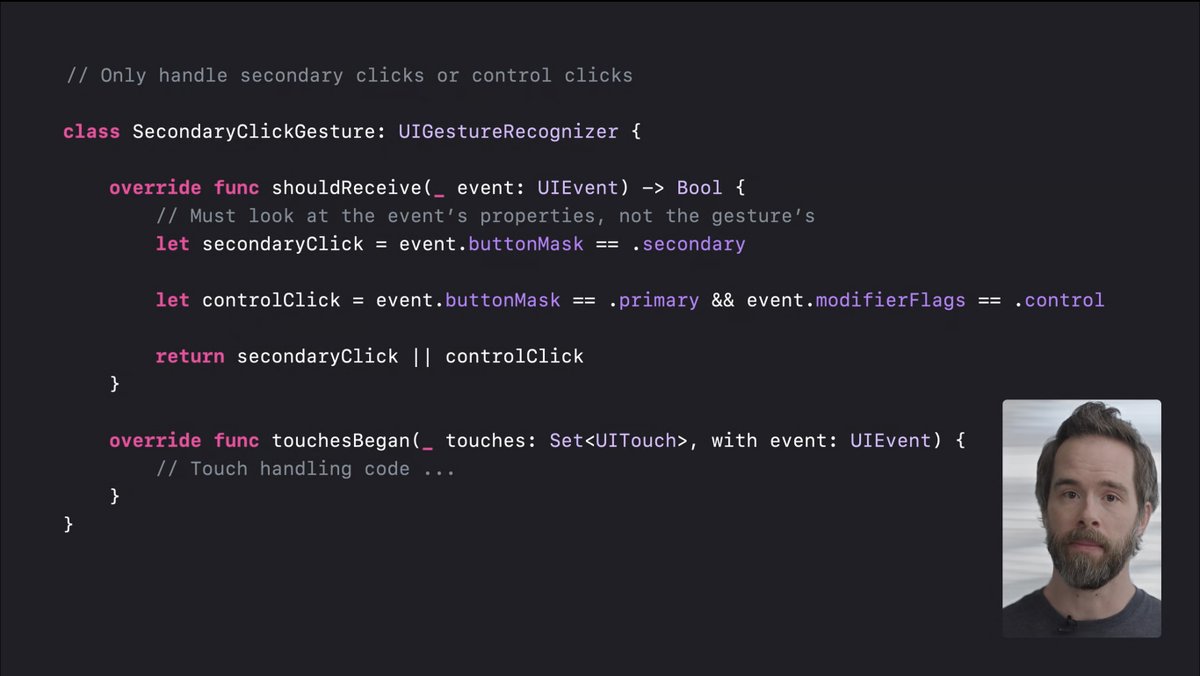 // Only handle secondary clicks or control clicks
class SecondaryClickGesture: UIGestureRecognizer {
override func shouldReceive(_ event: UIEvent) -> Bool {
// Must look at the event’s properties, not the gesture’s
let secondaryClick = event.buttonMask == .secondary
let controlClick = event.buttonMask == .primary && event.modifierFlags == .control
return secondaryClick || controlClick
}
override func touchesBegan(_ touches: Set<UITouch>, with event: UIEvent) {
// Touch handling code ...
}
}